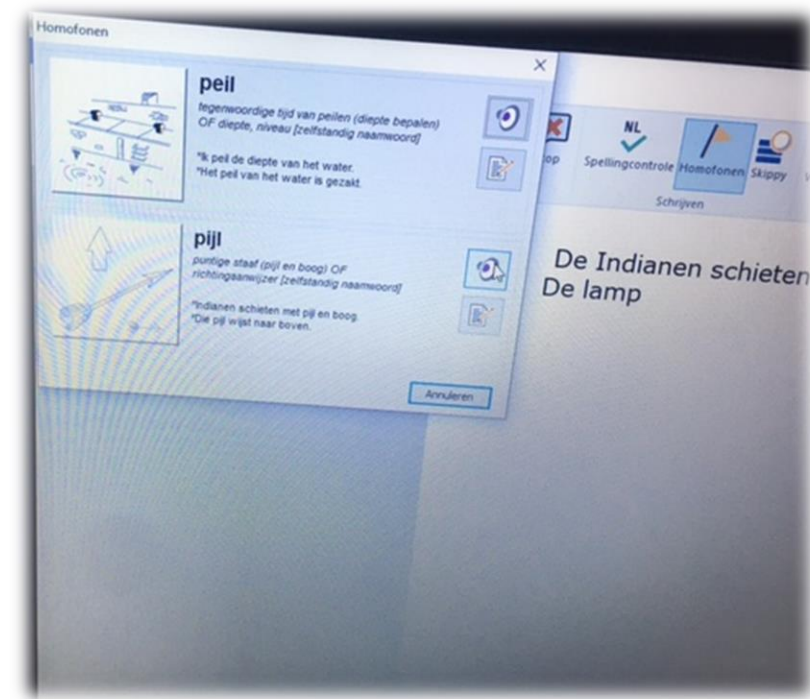 Homofonen
peil
tegenwoordige tijd van peilen (diepte bepalen)
OF diepte, niveau [zelfstandig naamwoord]
*Ik peil de diepte van het water.
*Het peil van het water is gezakt.
pijl
puntige staaf (pijl en boog) OF
richtingaanwijzer [zelfstandig naamwoord]
*Indianen schieten met pijl en boog.
*Die pijl wijst naar boven.
Annuleren
op
NL
Spellingcontrole
Homofonen
Skippy
Schrijven
De Indianen schieten
De lamp